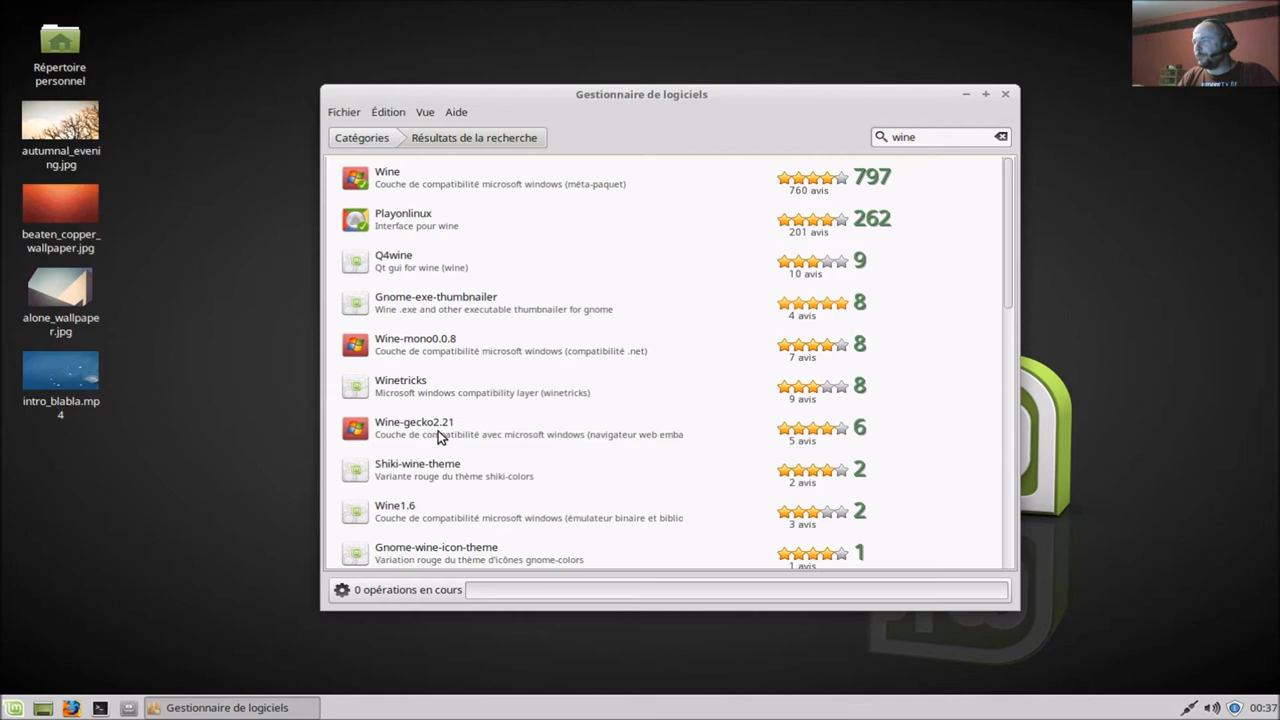 Répertoire
personnel
autumnal_eveni
ng.jpg
beaten_copper_
wallpaper.jpg
alone_wallpape
r.jpg
intro_blabla.mp
4
Gestionnaire de logiciels
Fichier Édition Vue Aide
Catégories Résultats de la recherche wine
Wine
Couche de compatibilité microsoft windows (méta-paquet)
797
760 avis
Playonlinux
Interface pour wine
262
201 avis
Q4wine
Qt gui for wine (wine)
9
10 avis
Gnome-exe-thumbnailer
Wine .exe and other executable thumbnailer for gnome
8
4 avis
Wine-mono0.0.8
Couche de compatibilité microsoft windows (compatibilité .net)
8
7 avis
Winetricks
Microsoft windows compatibility layer (winetricks)
8
9 avis
Wine-gecko2.21
Couche de compatibilité avec microsoft windows (navigateur web emba
6
5 avis
Shiki-wine-theme
Variante rouge du thème shiki-colors
2
2 avis
Wine1.6
Couche de compatibilité microsoft windows (émulateur binaire et biblio
2
3 avis
Gnome-wine-icon-theme
Variation rouge du thème d'icônes gnome-colors
1
1 avis
0 opérations en cours
Gestionnaire de logiciels
00:37